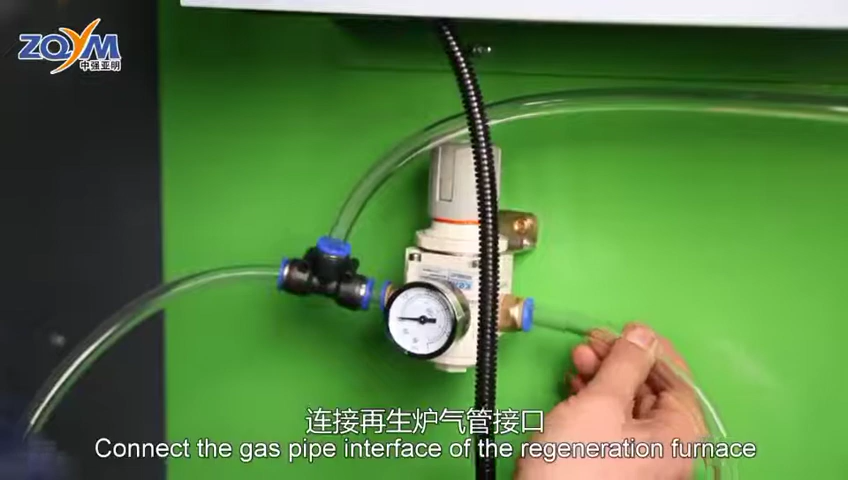 ZQYM
中强亚明
连接再生炉气管接口
Connect the gas pipe interface of the regeneration furnace